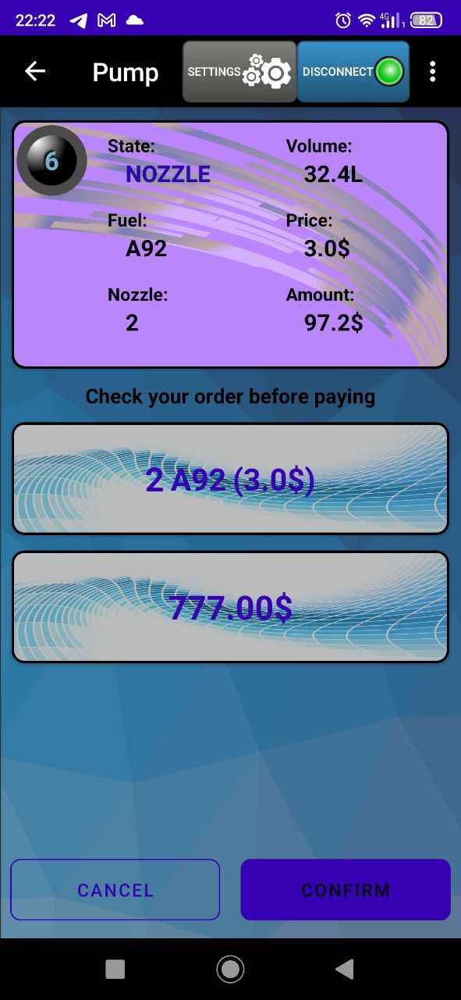 22:22 4G 1 82
Pump SETTINGS DISCONNECT
6
State: Volume:
NOZZLE 32.4L
Fuel: Price:
A92 3.0$
Nozzle: Amount:
2 97.2$
Check your order before paying
2 A92 (3.0$)
777.00$
CANCEL CONFIRM